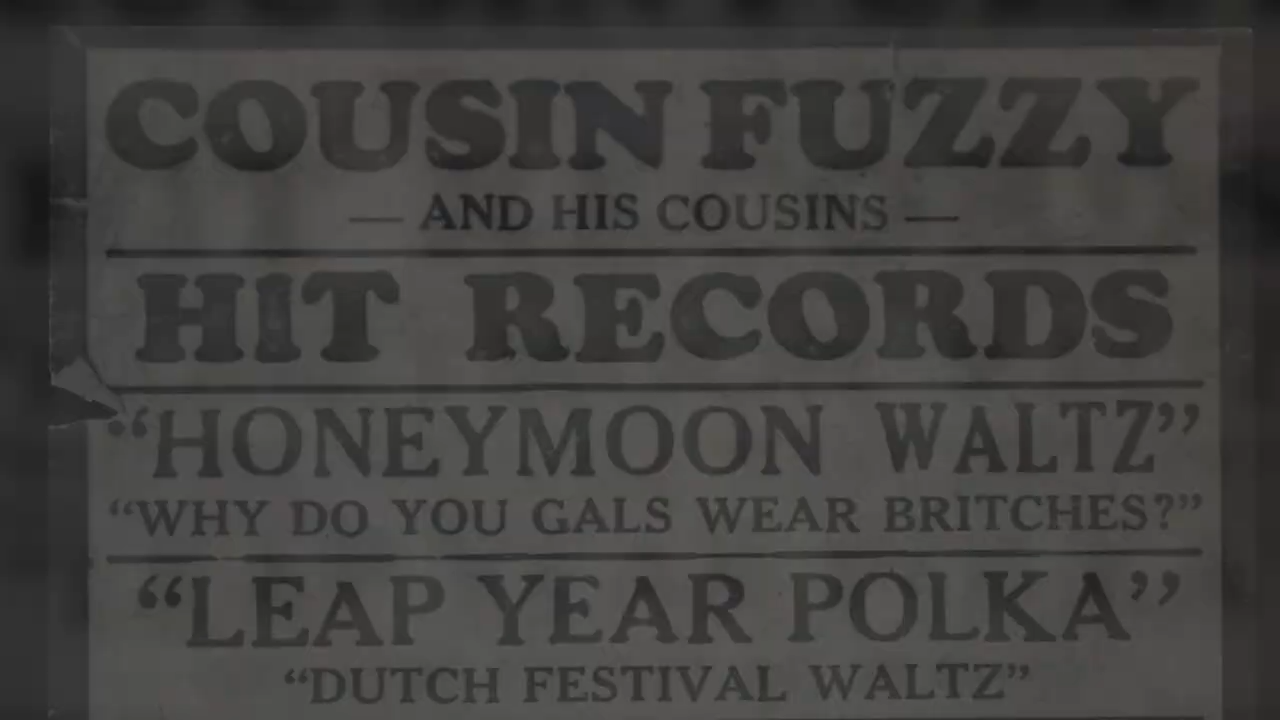 COUSIN FUZZY
— AND HIS COUSINS —
HIT RECORDS
“HONEYMOON WALTZ”
“WHY DO YOU GALS WEAR BRITCHES?”
“LEAP YEAR POLKA”
“DUTCH FESTIVAL WALTZ”